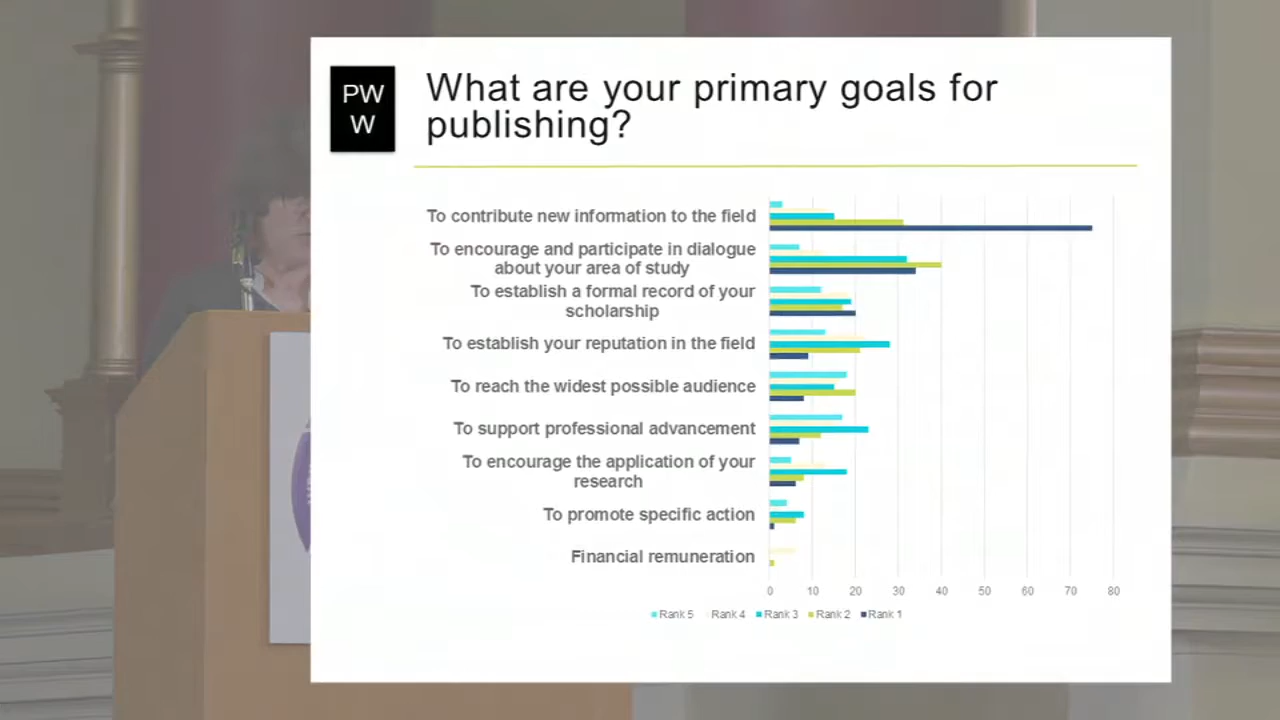 PW
W
What are your primary goals for
publishing?
To contribute new information to the field
To encourage and participate in dialogue
about your area of study
To establish a formal record of your
scholarship
To establish your reputation in the field
To reach the widest possible audience
To support professional advancement
To encourage the application of your
research
To promote specific action
Financial remuneration
0 10 20 30 40 50 60 70 80
Rank 5 Rank 4 Rank 3 Rank 2 Rank 1